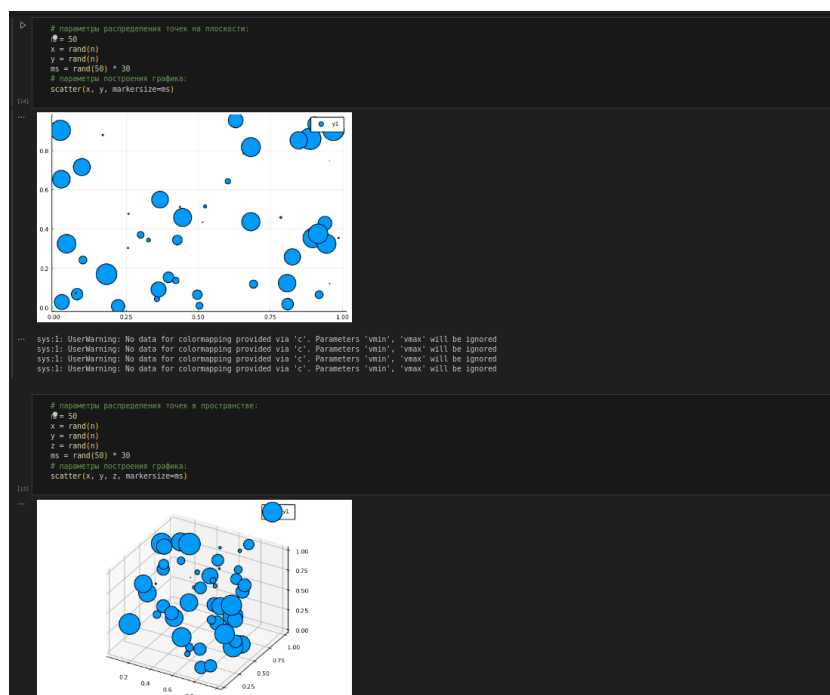 # параметры распределения точек на плоскости:
n = 50
x = rand(n)
y = rand(n)
ms = rand(50) * 30
# параметры построения графика:
scatter(x, y, markersize=ms)
[14]
...
y1
0.8
0.6
0.4
0.2
0.0
0.00 0.25 0.50 0.75 1.00
...
sys:1: UserWarning: No data for colormapping provided via 'c'. Parameters 'vmin', 'vmax' will be ignored
sys:1: UserWarning: No data for colormapping provided via 'c'. Parameters 'vmin', 'vmax' will be ignored
sys:1: UserWarning: No data for colormapping provided via 'c'. Parameters 'vmin', 'vmax' will be ignored
sys:1: UserWarning: No data for colormapping provided via 'c'. Parameters 'vmin', 'vmax' will be ignored
# параметры распределения точек в пространстве:
n = 50
x = rand(n)
y = rand(n)
z = rand(n)
ms = rand(50) * 30
# параметры построения графика:
scatter(x, y, z, markersize=ms)
[15]
...
y1
1.00
0.75
0.50
0.25
0.00
1.00
0.75
0.50
0.25
0.2 0.4 0.6